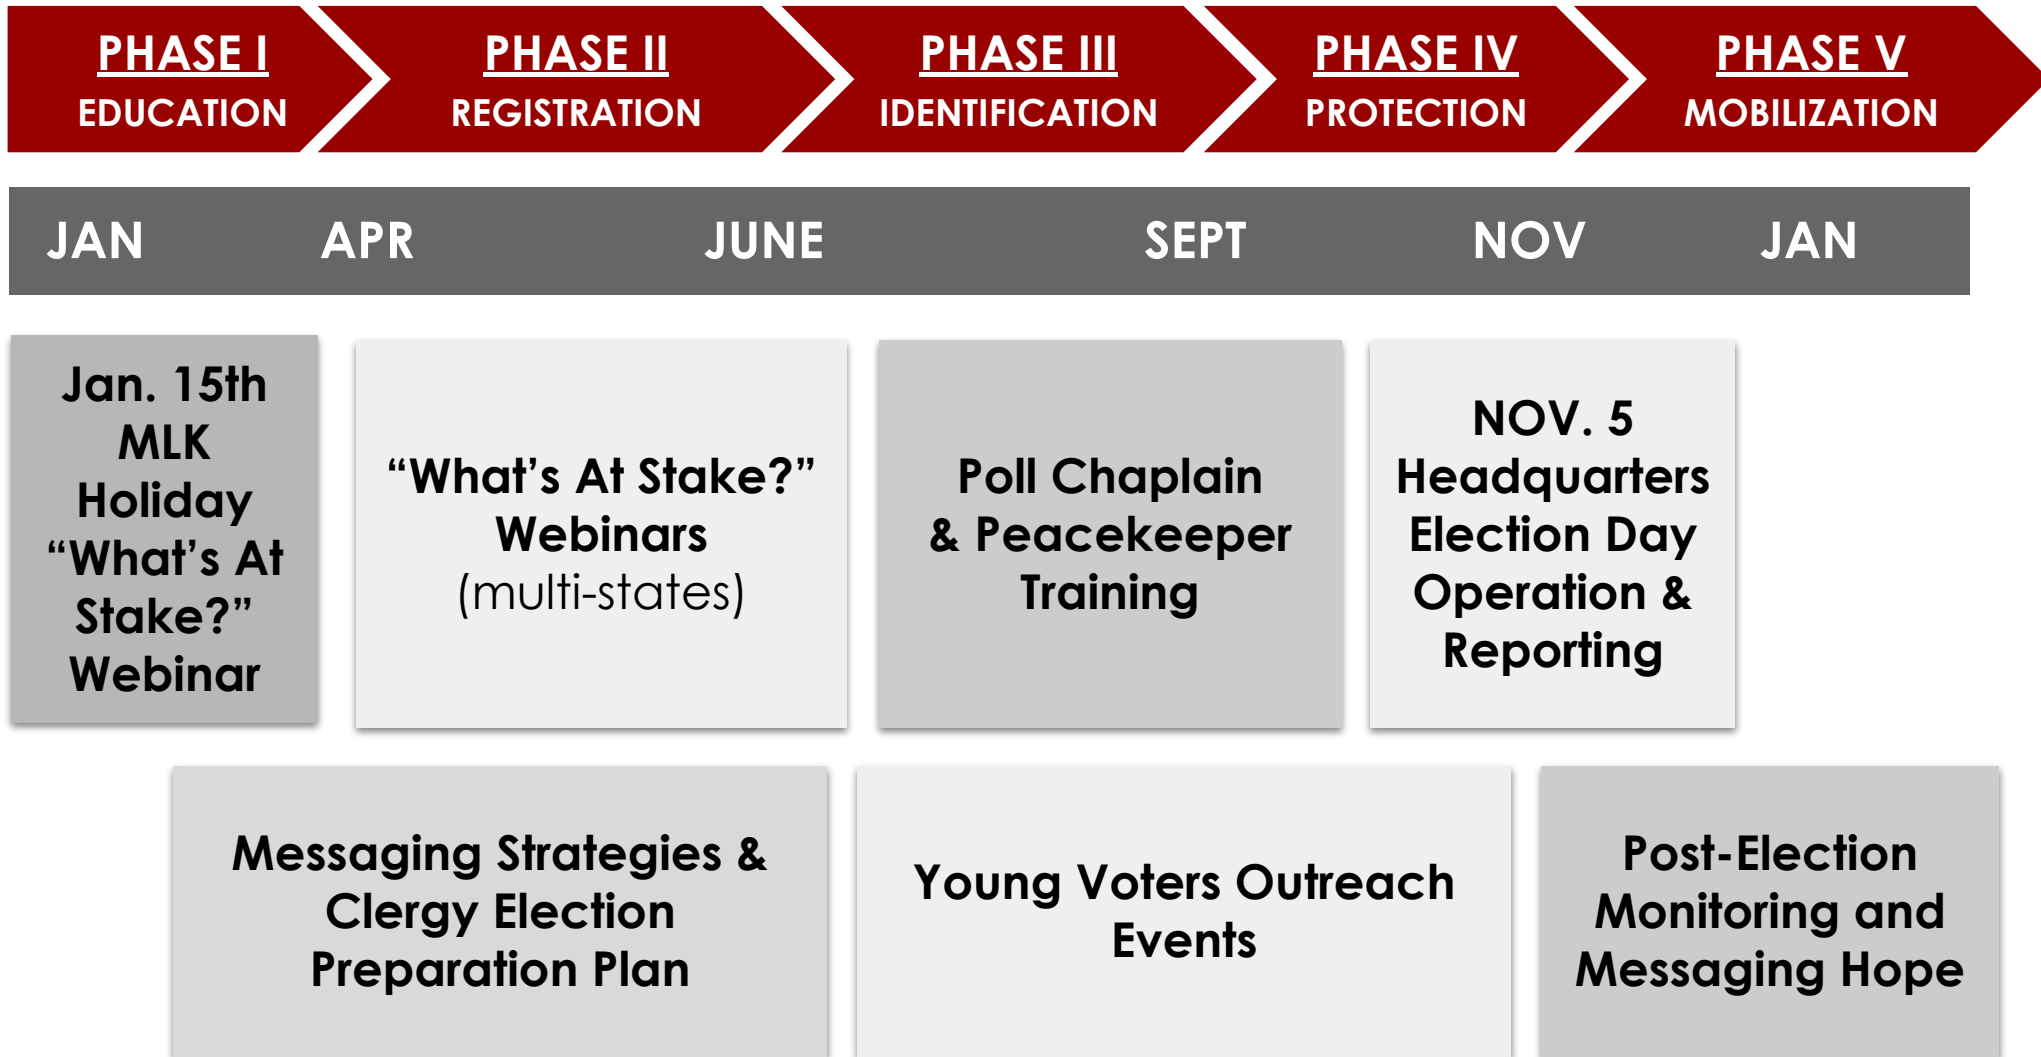 PHASE I
EDUCATION
PHASE II
REGISTRATION
PHASE III
IDENTIFICATION
PHASE IV
PROTECTION
PHASE V
MOBILIZATION
JAN
APR
JUNE
SEPT
NOV
JAN
Jan. 15th
MLK
Holiday
“What’s At
Stake?”
Webinar
“What’s At Stake?”
Webinars
(multi-states)
Poll Chaplain
& Peacekeeper
Training
NOV. 5
Headquarters
Election Day
Operation &
Reporting
Messaging Strategies &
Clergy Election
Preparation Plan
Young Voters Outreach
Events
Post-Election
Monitoring and
Messaging Hope